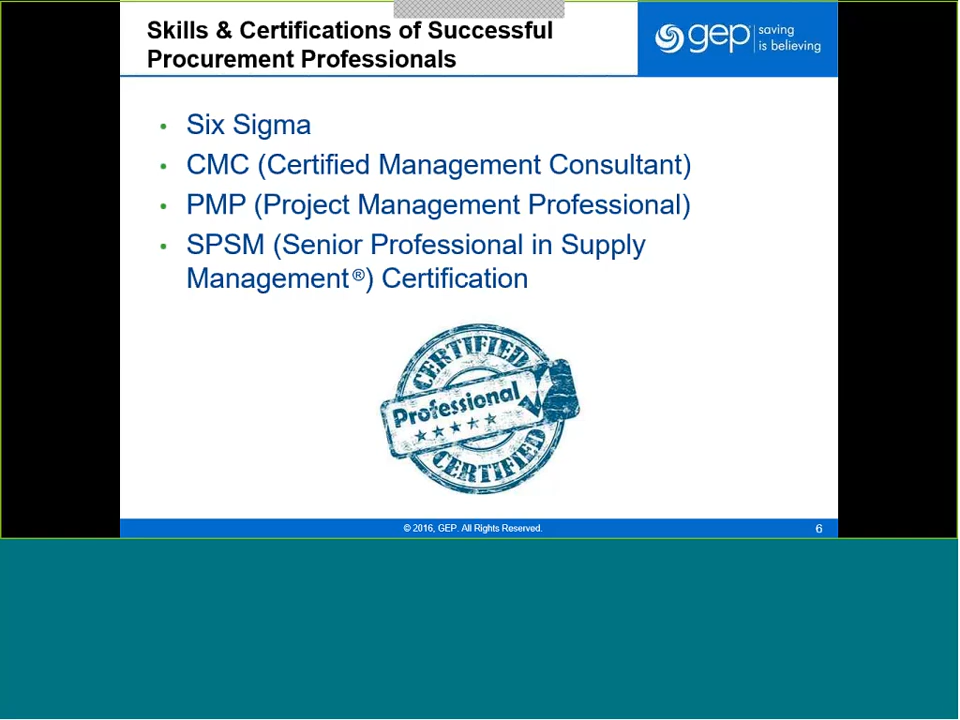 Skills & Certifications of Successful
Procurement Professionals
gep
saving
is believing
• Six Sigma
• CMC (Certified Management Consultant)
• PMP (Project Management Professional)
• SPSM (Senior Professional in Supply
Management®) Certification
CERTIFIED
Professional
CERTIFIED
© 2016, GEP. All Rights Reserved.
6